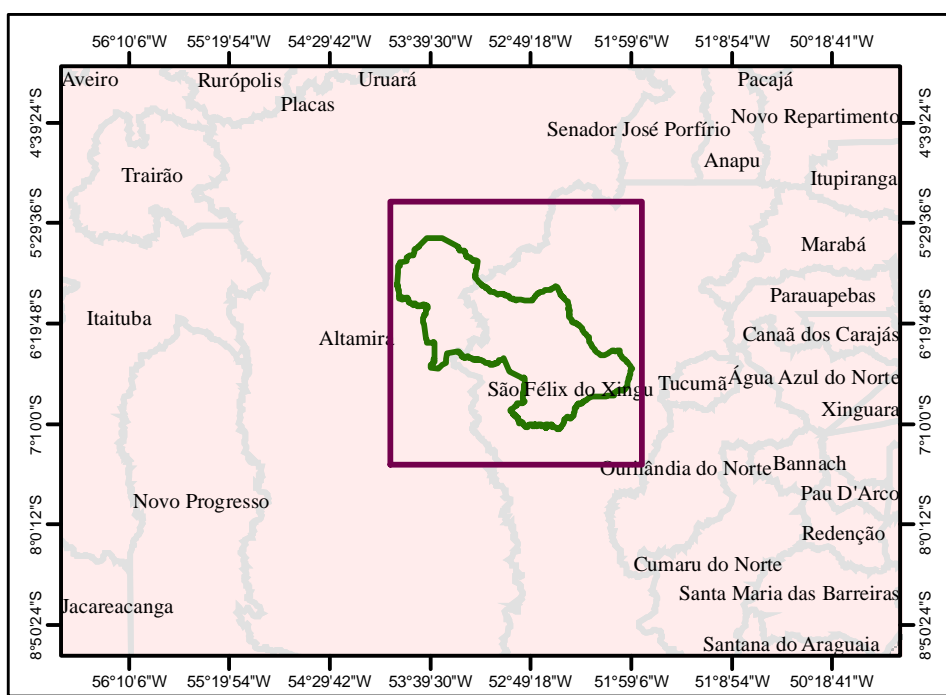 56°10'6"W 55°19'54"W 54°29'42"W 53°39'30"W 52°49'18"W 51°59'6"W 51°8'54"W 50°18'41"W
Aveiro Rurópolis Uruará Pacajá
Placas
4°39'24"S Senador José Porfírio Novo Repartimento 4°39'24"S
Anapu
Trairão Itupiranga
5°29'36"S 5°29'36"S
Marabá
Parauapebas
6°19'48"S Itaituba Altamira Canaã dos Carajás 6°19'48"S
São Félix do Xingu Tucumã Água Azul do Norte
Xinguara
7°10'0"S 7°10'0"S
Ourilândia do Norte Bannach
Novo Progresso Pau D'Arco
8°0'12"S Redenção 8°0'12"S
Cumaru do Norte
Jacareacanga Santa Maria das Barreiras
8°50'24"S Santana do Araguaia 8°50'24"S
56°10'6"W 55°19'54"W 54°29'42"W 53°39'30"W 52°49'18"W 51°59'6"W 51°8'54"W 50°18'41"W